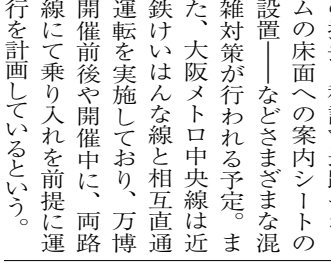 ムの床面への案内シートの
設置――などさまざまな混
雑対策が行われる予定。ま
た、大阪メトロ中央線は近
鉄けいはんな線と相互直通
運転を実施しており、万博
開催前後や開催中に、両路
線にて乗り入れを前提に運
行を計画しているという。